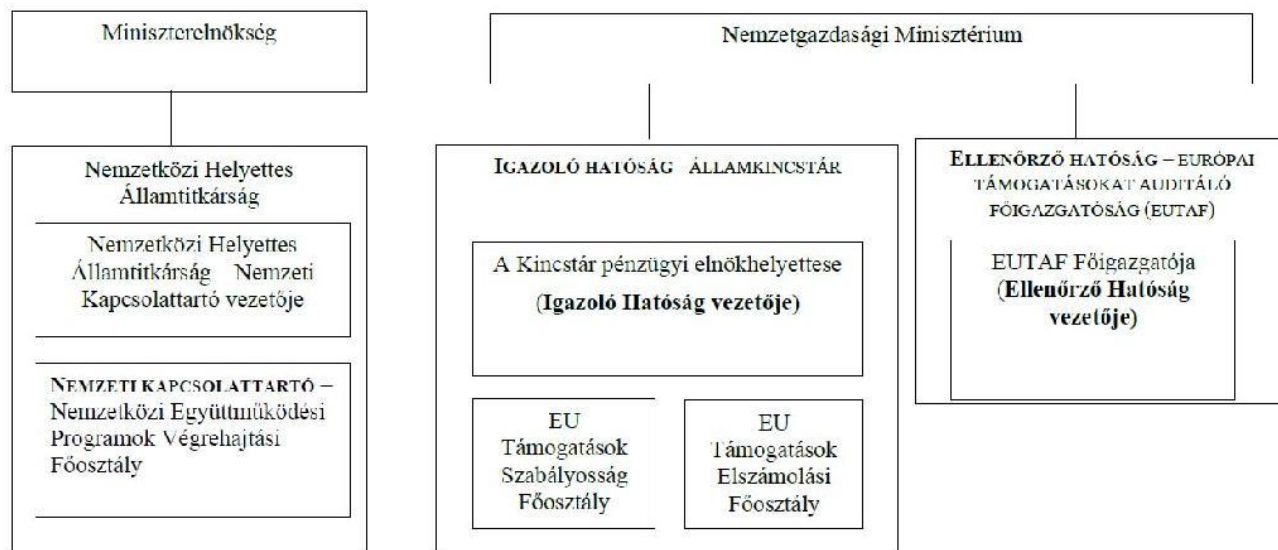 Miniszterelnökség
Nemzetgazdasági Minisztérium
Nemzetközi Helyettes
Államtitkárság
Nemzetközi Helyettes
Államtitkárság Nemzeti
Kapcsolattartó vezetője
NEMZETI KAPCSOLATTARTÓ –
Nemzetközi Együttműködési
Programok Végrehajtási
Főosztály
IGAZOLÓ HATÓSÁG ÁLLAMKINCSTÁR
A Kincstár pénzügyi elnökhelyettese
(Igazoló Hatóság vezetője)
EU
Támogatások
Szabályosság
Főosztály
EU
Támogatások
Elszámolási
Főosztály
ELLENŐRZŐ HATÓSÁG – EURÓPAI
TÁMOGATÁSOKAT AUDITÁLÓ
FŐIGAZGATÓSÁG (EUTAF)
EUTAF Főigazgatója
(Ellenőrző Hatóság
vezetője)